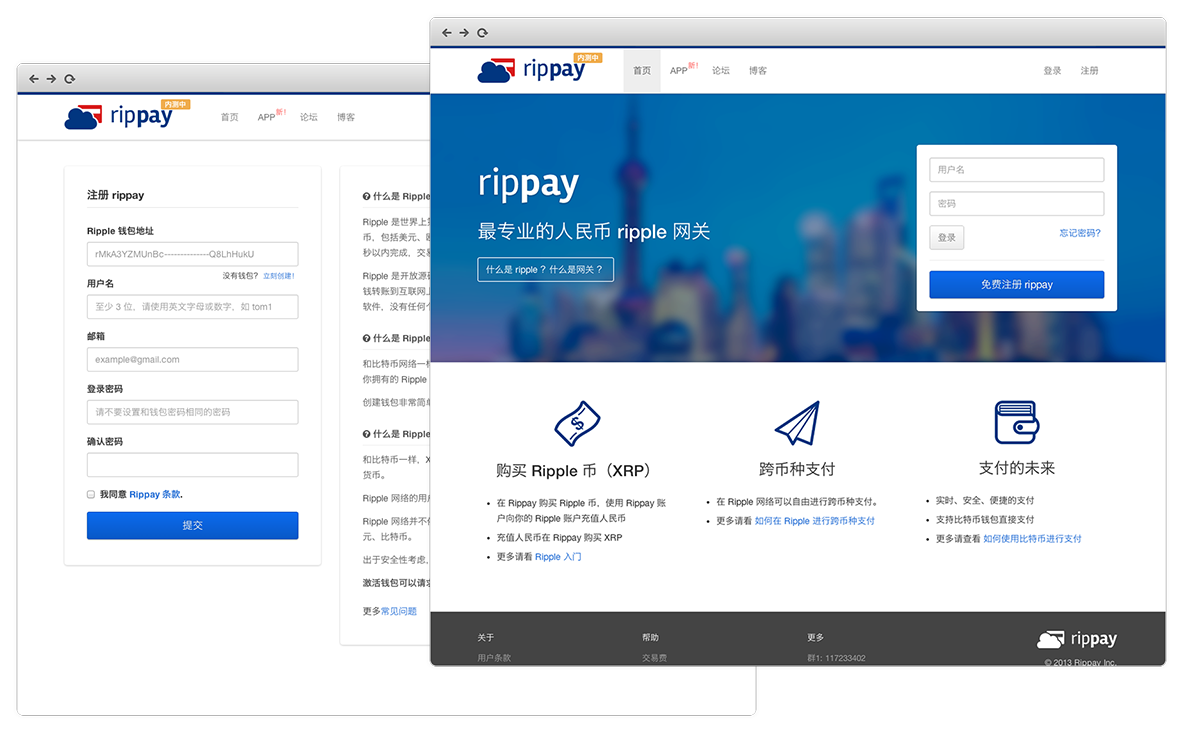 rippay
内测中
首页
APP
新!
论坛
博客
注册 rippay
Ripple 钱包地址
rMkA3YZMUnBc--------------Q8LhHukU
没有钱包? 立刻创建!
用户名
至少 3 位，请使用英文字母或数字，如 tom1
邮箱
example@gmail.com
登录密码
请不要设置和钱包密码相同的密码
确认密码
我同意 Rippay 条款.
提交
什么是 Ripple
Ripple 是世界上
币，包括美元、
秒以内完成，交
Ripple 是开放源
钱转账到互联网上
软件，没有任何个
什么是 Ripple
和比特币网络一样
你拥有的 Ripple
创建钱包非常简单
什么是 Ripple
和比特币一样，X
货币。
Ripple 网络的用户
Ripple 网络并不
元、比特币。
出于安全性考虑，
激活钱包可以请求
更多常见问题
rippay
内测中
首页
APP
新!
论坛
博客
登录
注册
rippay
最专业的人民币 ripple 网关
什么是 ripple？什么是网关？
用户名
密码
登录
忘记密码?
免费注册 rippay
购买 Ripple 币（XRP）
在 Rippay 购买 Ripple 币，使用 Rippay 账
户向你的 Ripple 账户充值人民币
充值人民币在 Rippay 购买 XRP
更多请看 Ripple 入门
跨币种支付
在 Ripple 网络可以自由进行跨币种支付。
更多请看 如何在 Ripple 进行跨币种支付
支付的未来
实时、安全、便捷的支付
支持比特币钱包直接支付
更多请查看 如何使用比特币进行支付
关于
用户条款
帮助
交易费
更多
群1: 117233402
rippay
© 2013 Rippay Inc.